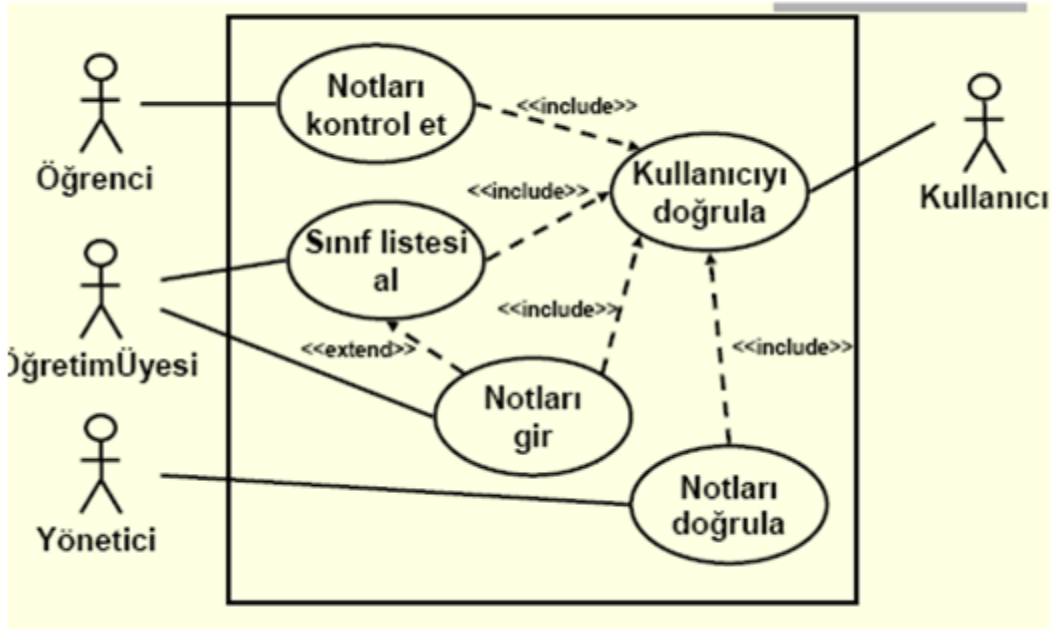 Notları
kontrol et
<<include>>
Öğrenci
Kullanıcıyı
doğrula
<<include>>
Kullanıcı
Sınıf listesi
al
<<include>>
<<extend>>
<<include>>
ÖğretimÜyesi
Notları
gir
Notları
doğrula
Yönetici